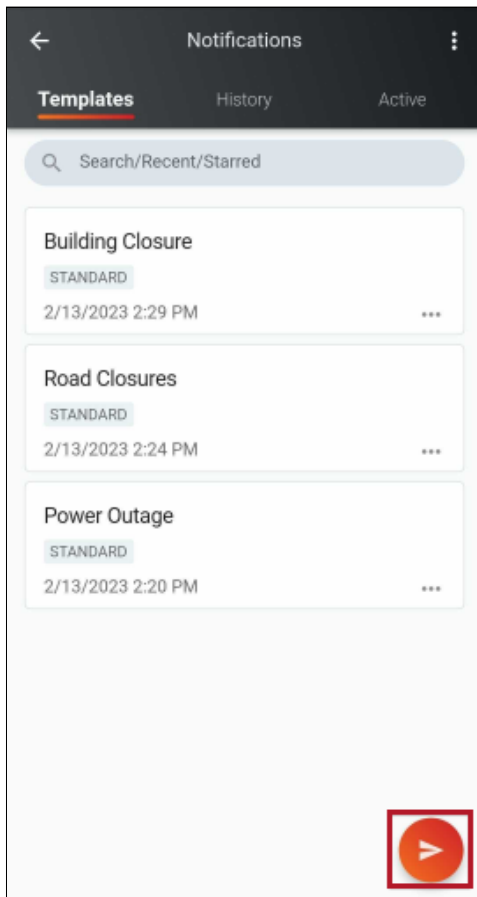 Notifications
Templates History Active
Search/Recent/Starred
Building Closure
STANDARD
2/13/2023 2:29 PM
Road Closures
STANDARD
2/13/2023 2:24 PM
Power Outage
STANDARD
2/13/2023 2:20 PM